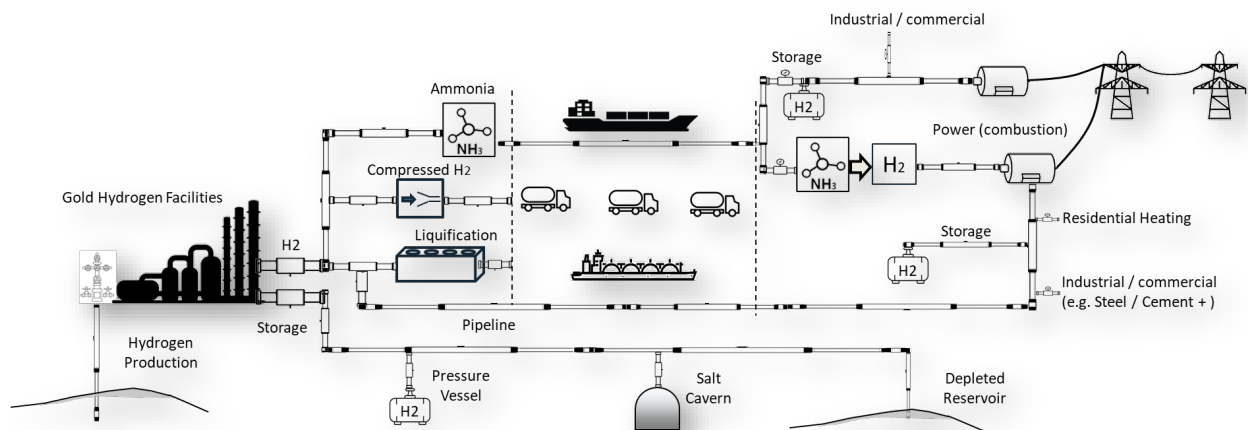 Industrial / commercial
Storage
H2
Ammonia
NH₃
Power (combustion)
NH₃
H₂
Compressed H2
Gold Hydrogen Facilities
Residential Heating
Liquification
H2
Storage
H2
Industrial / commercial
(e.g. Steel / Cement + )
Storage
Pipeline
Hydrogen
Production
Pressure
Vessel
H2
Salt
Cavern
Depleted
Reservoir